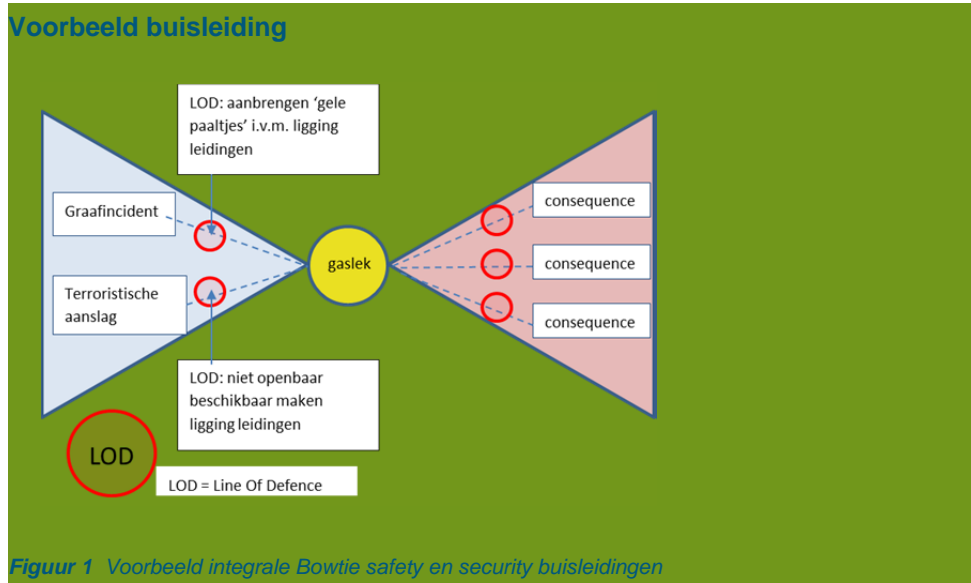 Voorbeeld buisleiding
LOD: aanbrengen ‘gele
paaltjes’ i.v.m. ligging
leidingen
Graafincident
Terroristische
aanslag
gaslek
consequence
consequence
consequence
LOD: niet openbaar
beschikbaar maken
ligging leidingen
LOD
LOD = Line Of Defence
Figuur 1 Voorbeeld integrale Bowtie safety en security buisleidingen